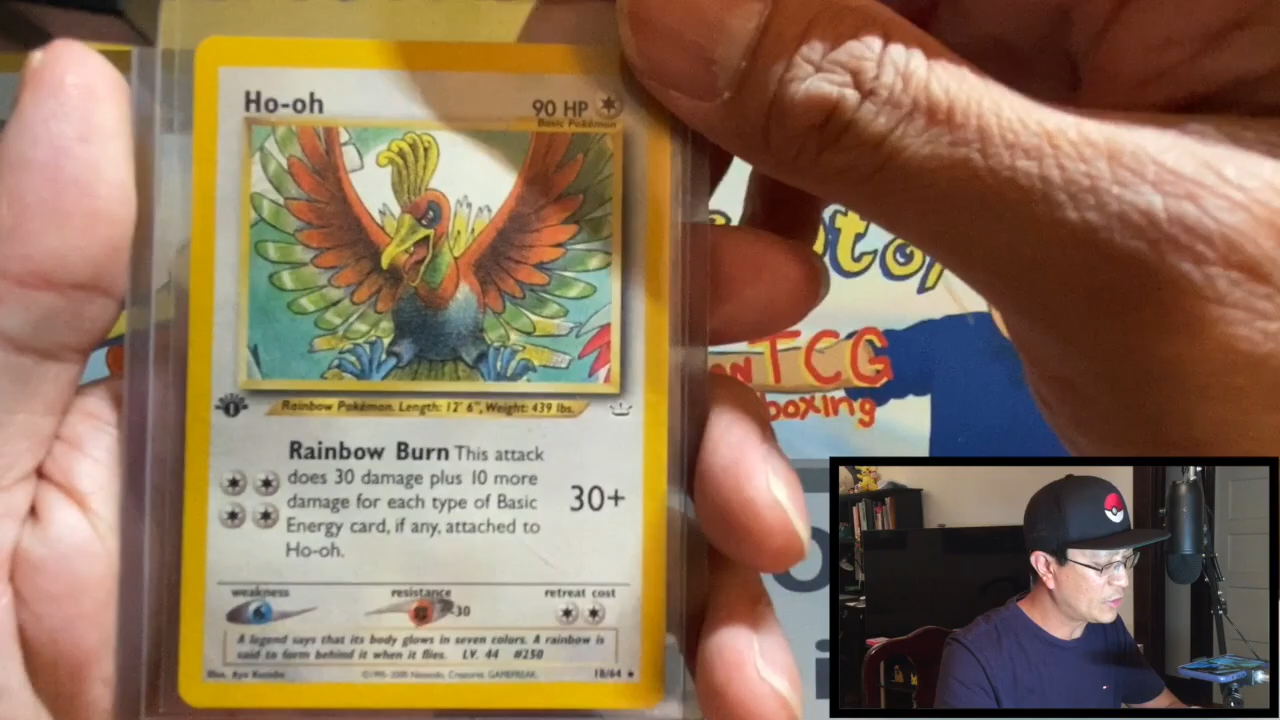 Ho-oh
90 HP
Basic Pokémon
Rainbow Pokémon. Length: 12' 6", Weight: 439 lbs.
Rainbow Burn This attack
does 30 damage plus 10 more
damage for each type of Basic
Energy card, if any, attached to
Ho-oh.
30+
weakness
resistance
retreat cost
-30
A legend says that its body glows in seven colors. A rainbow is
said to form behind it when it flies. LV. 44 #250
18/64
TCG
boxing